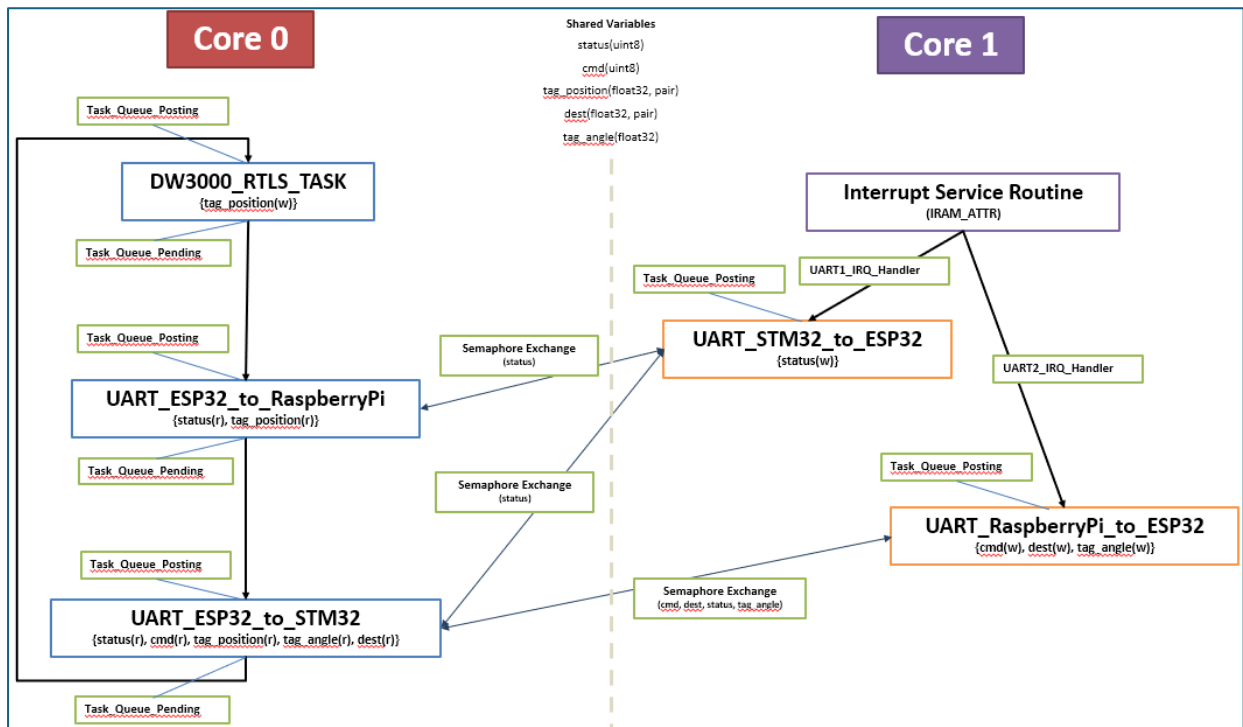 Core 0
Shared Variables
status(uint8)
cmd(uint8)
tag_position(float32, pair)
dest(float32, pair)
tag_angle(float32)
Core 1
Task_Queue_Posting
DW3000_RTLS_TASK
{tag_position(w)}
Task_Queue_Pending
Interrupt Service Routine
(IRAM_ATTR)
UART1_IRQ_Handler
Task_Queue_Posting
UART_STM32_to_ESP32
{status(w)}
UART2_IRQ_Handler
Task_Queue_Posting
Semaphore Exchange
(status)
UART_ESP32_to_RaspberryPi
{status(r), tag_position(r)}
Task_Queue_Pending
Semaphore Exchange
(status)
Task_Queue_Posting
UART_RaspberryPi_to_ESP32
{cmd(w), dest(w), tag_angle(w)}
Task_Queue_Posting
Semaphore Exchange
(cmd, dest, status, tag_angle)
UART_ESP32_to_STM32
{status(r), cmd(r), tag_position(r), tag_angle(r), dest(r)}
Task_Queue_Pending